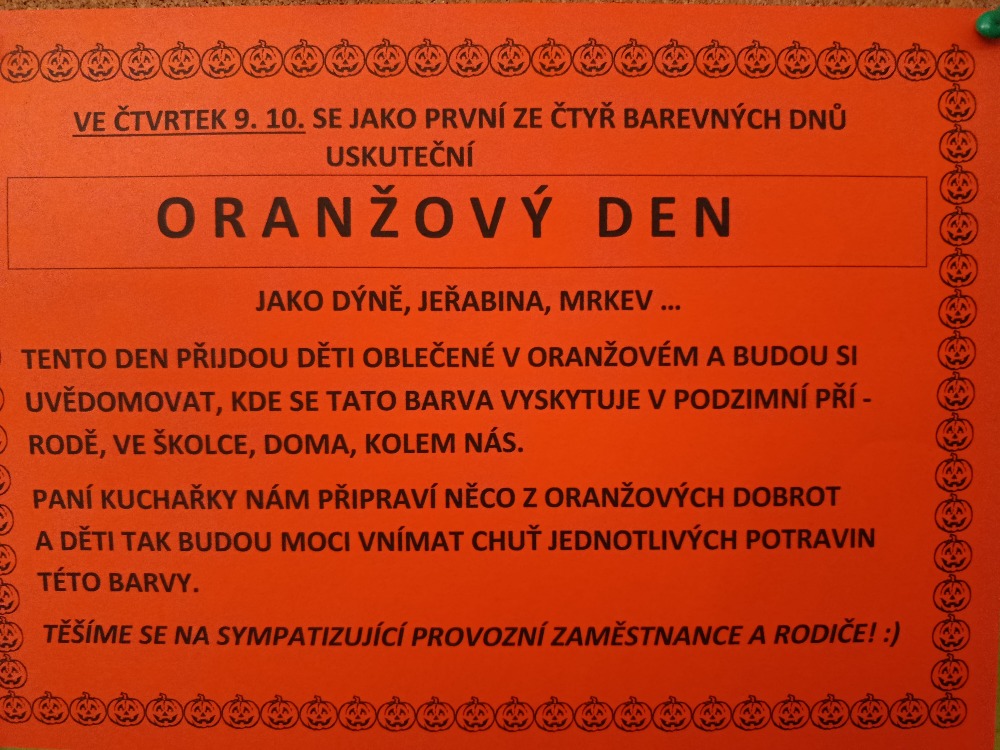 VE ČTVRTEK 9. 10. SE JAKO PRVNÍ ZE ČTYŘ BAREVNÝCH DNŮ
USKUTEČNÍ
ORANŽOVÝ DEN
JAKO DÝNĚ, JEŘABINA, MRKEV ...
TENTO DEN PŘIJDOU DĚTI OBLEČENÉ V ORANŽOVÉM A BUDOU SI
UVĚDOMOVAT, KDE SE TATO BARVA VYSKYTUJE V PODZIMNÍ PŘÍ -
RODĚ, VE ŠKOLCE, DOMA, KOLEM NÁS.
PANÍ KUCHAŘKY NÁM PŘIPRAVÍ NĚCO Z ORANŽOVÝCH DOBROT
A DĚTI TAK BUDOU MOCI VNÍMAT CHUŤ JEDNOTLIVÝCH POTRAVIN
TÉTO BARVY.
TĚŠÍME SE NA SYMPATIZUJÍCÍ PROVOZNÍ ZAMĚSTNANCE A RODIČE! :)